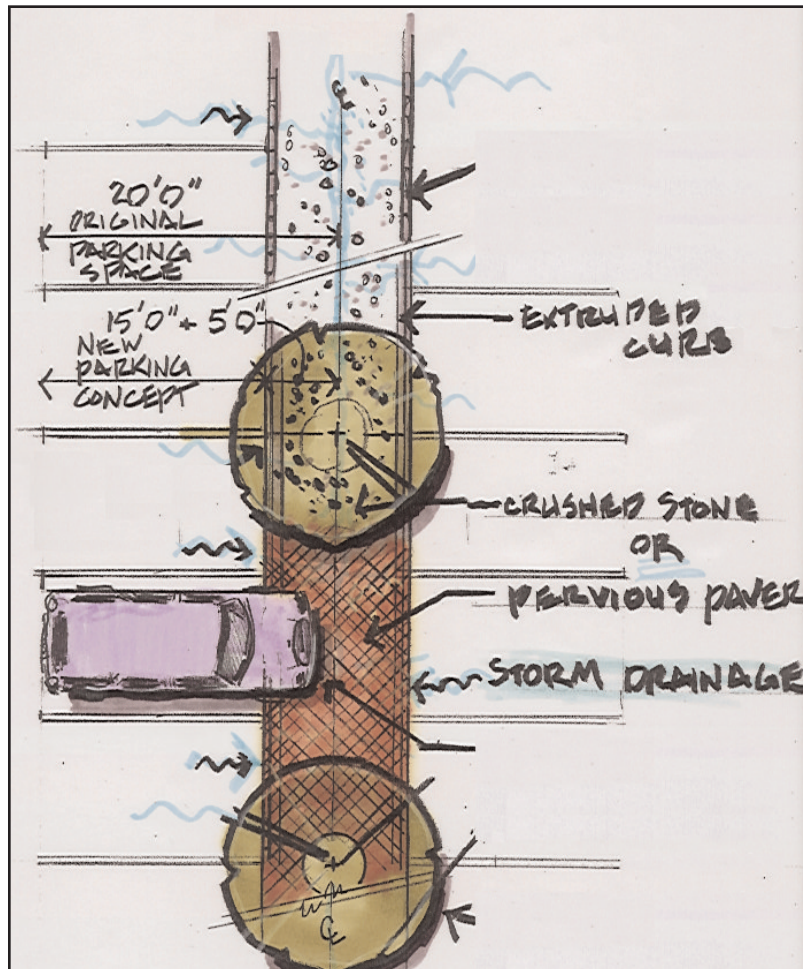 20'0"
ORIGINAL
PARKING
SPACE
15'0" + 5'0"
NEW
PARKING
CONCEPT
EXTRUDED
CURB
CRUSHED STONE
OR
PERVIOUS PAVER
STORM DRAINAGE